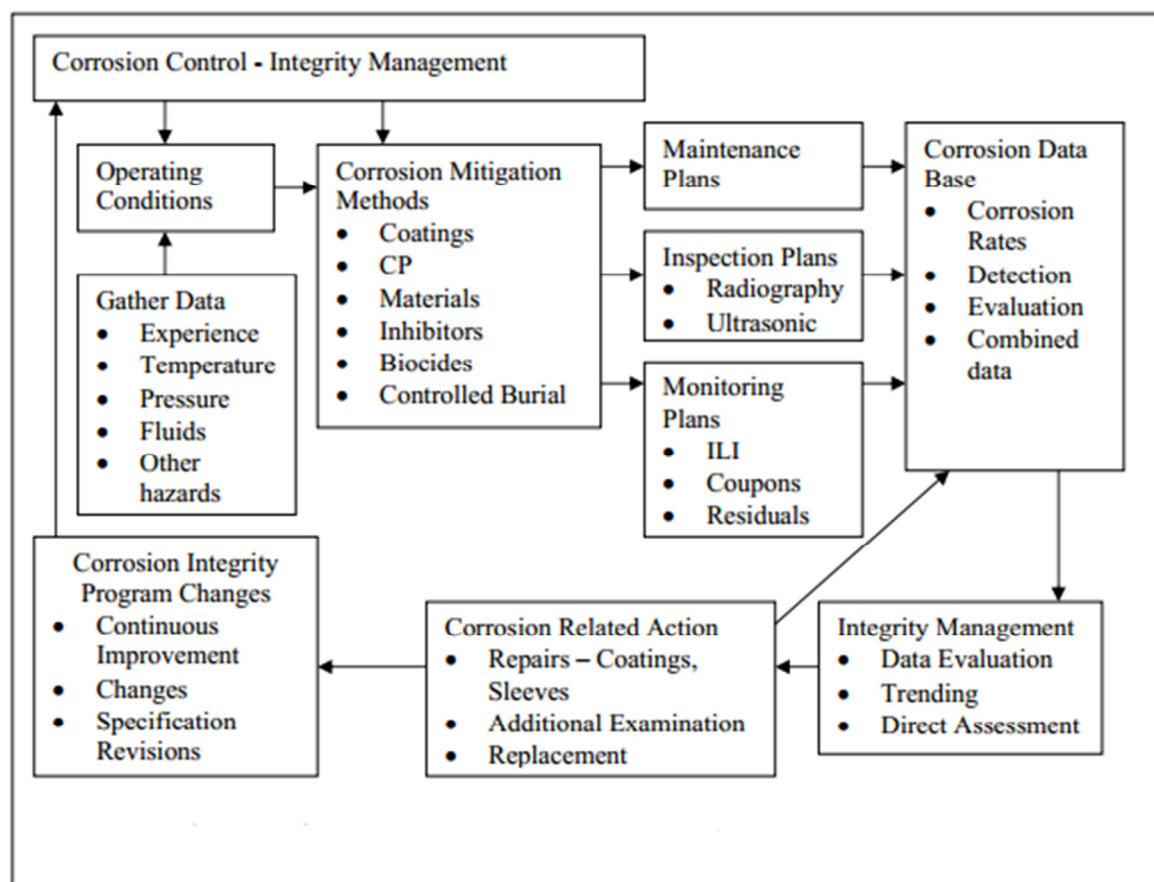 Corrosion Control - Integrity Management
Operating
Conditions
Gather Data
• Experience
• Temperature
• Pressure
• Fluids
• Other
hazards
Corrosion Mitigation
Methods
• Coatings
• CP
• Materials
• Inhibitors
• Biocides
• Controlled Burial
Maintenance
Plans
Inspection Plans
• Radiography
• Ultrasonic
Monitoring
Plans
• ILI
• Coupons
• Residuals
Corrosion Data
Base
• Corrosion
Rates
• Detection
• Evaluation
• Combined
data
Integrity Management
• Data Evaluation
• Trending
• Direct Assessment
Corrosion Related Action
• Repairs – Coatings,
Sleeves
• Additional Examination
• Replacement
Corrosion Integrity
Program Changes
• Continuous
Improvement
• Changes
• Specification
Revisions